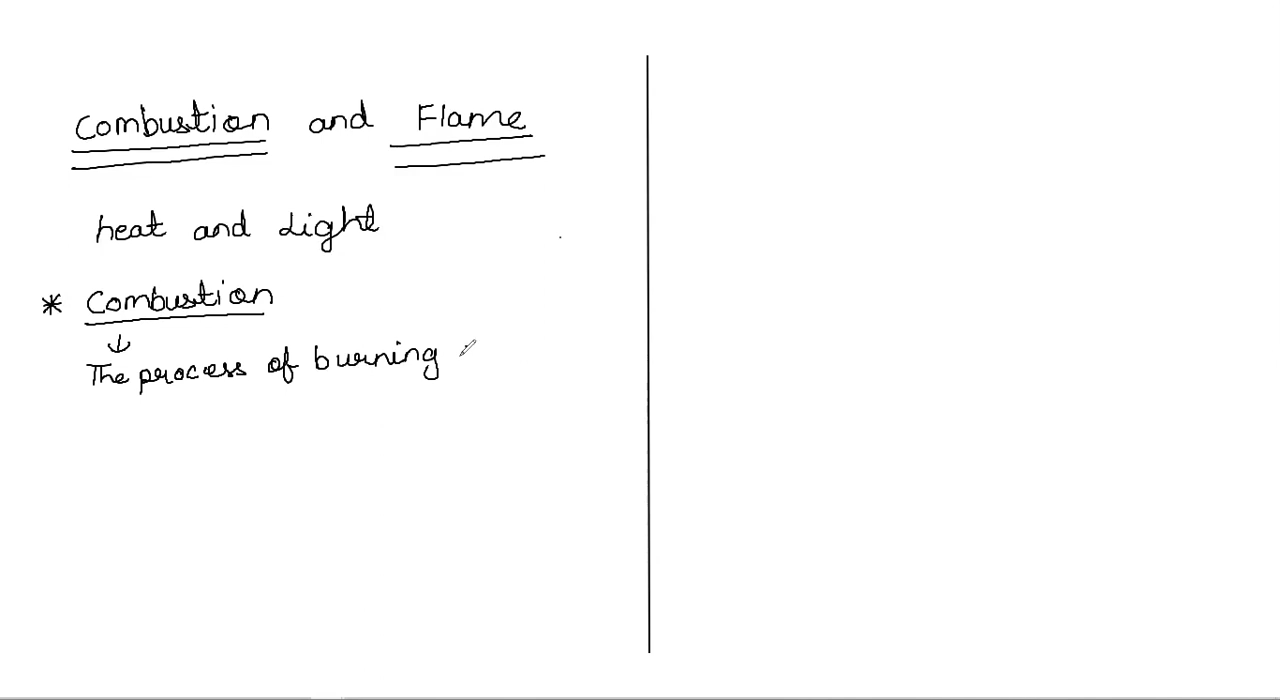 Combustion and Flame
heat and Light
* Combustion
↓
The process of burning